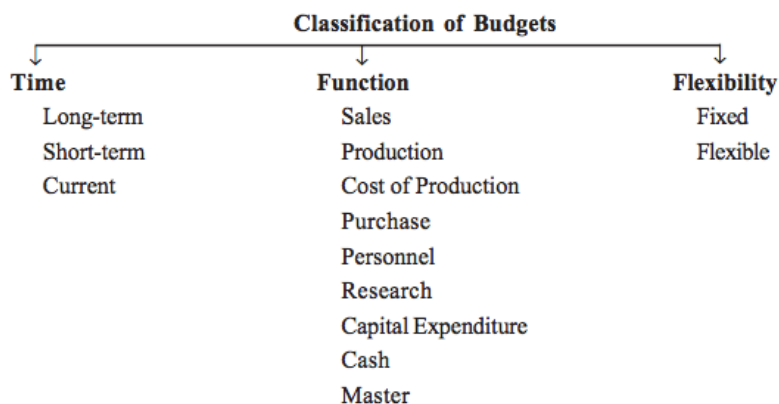 Classification of Budgets
Time Function Flexibility
Long-term Sales Fixed
Short-term Production Flexible
Current Cost of Production
Purchase
Personnel
Research
Capital Expenditure
Cash
Master